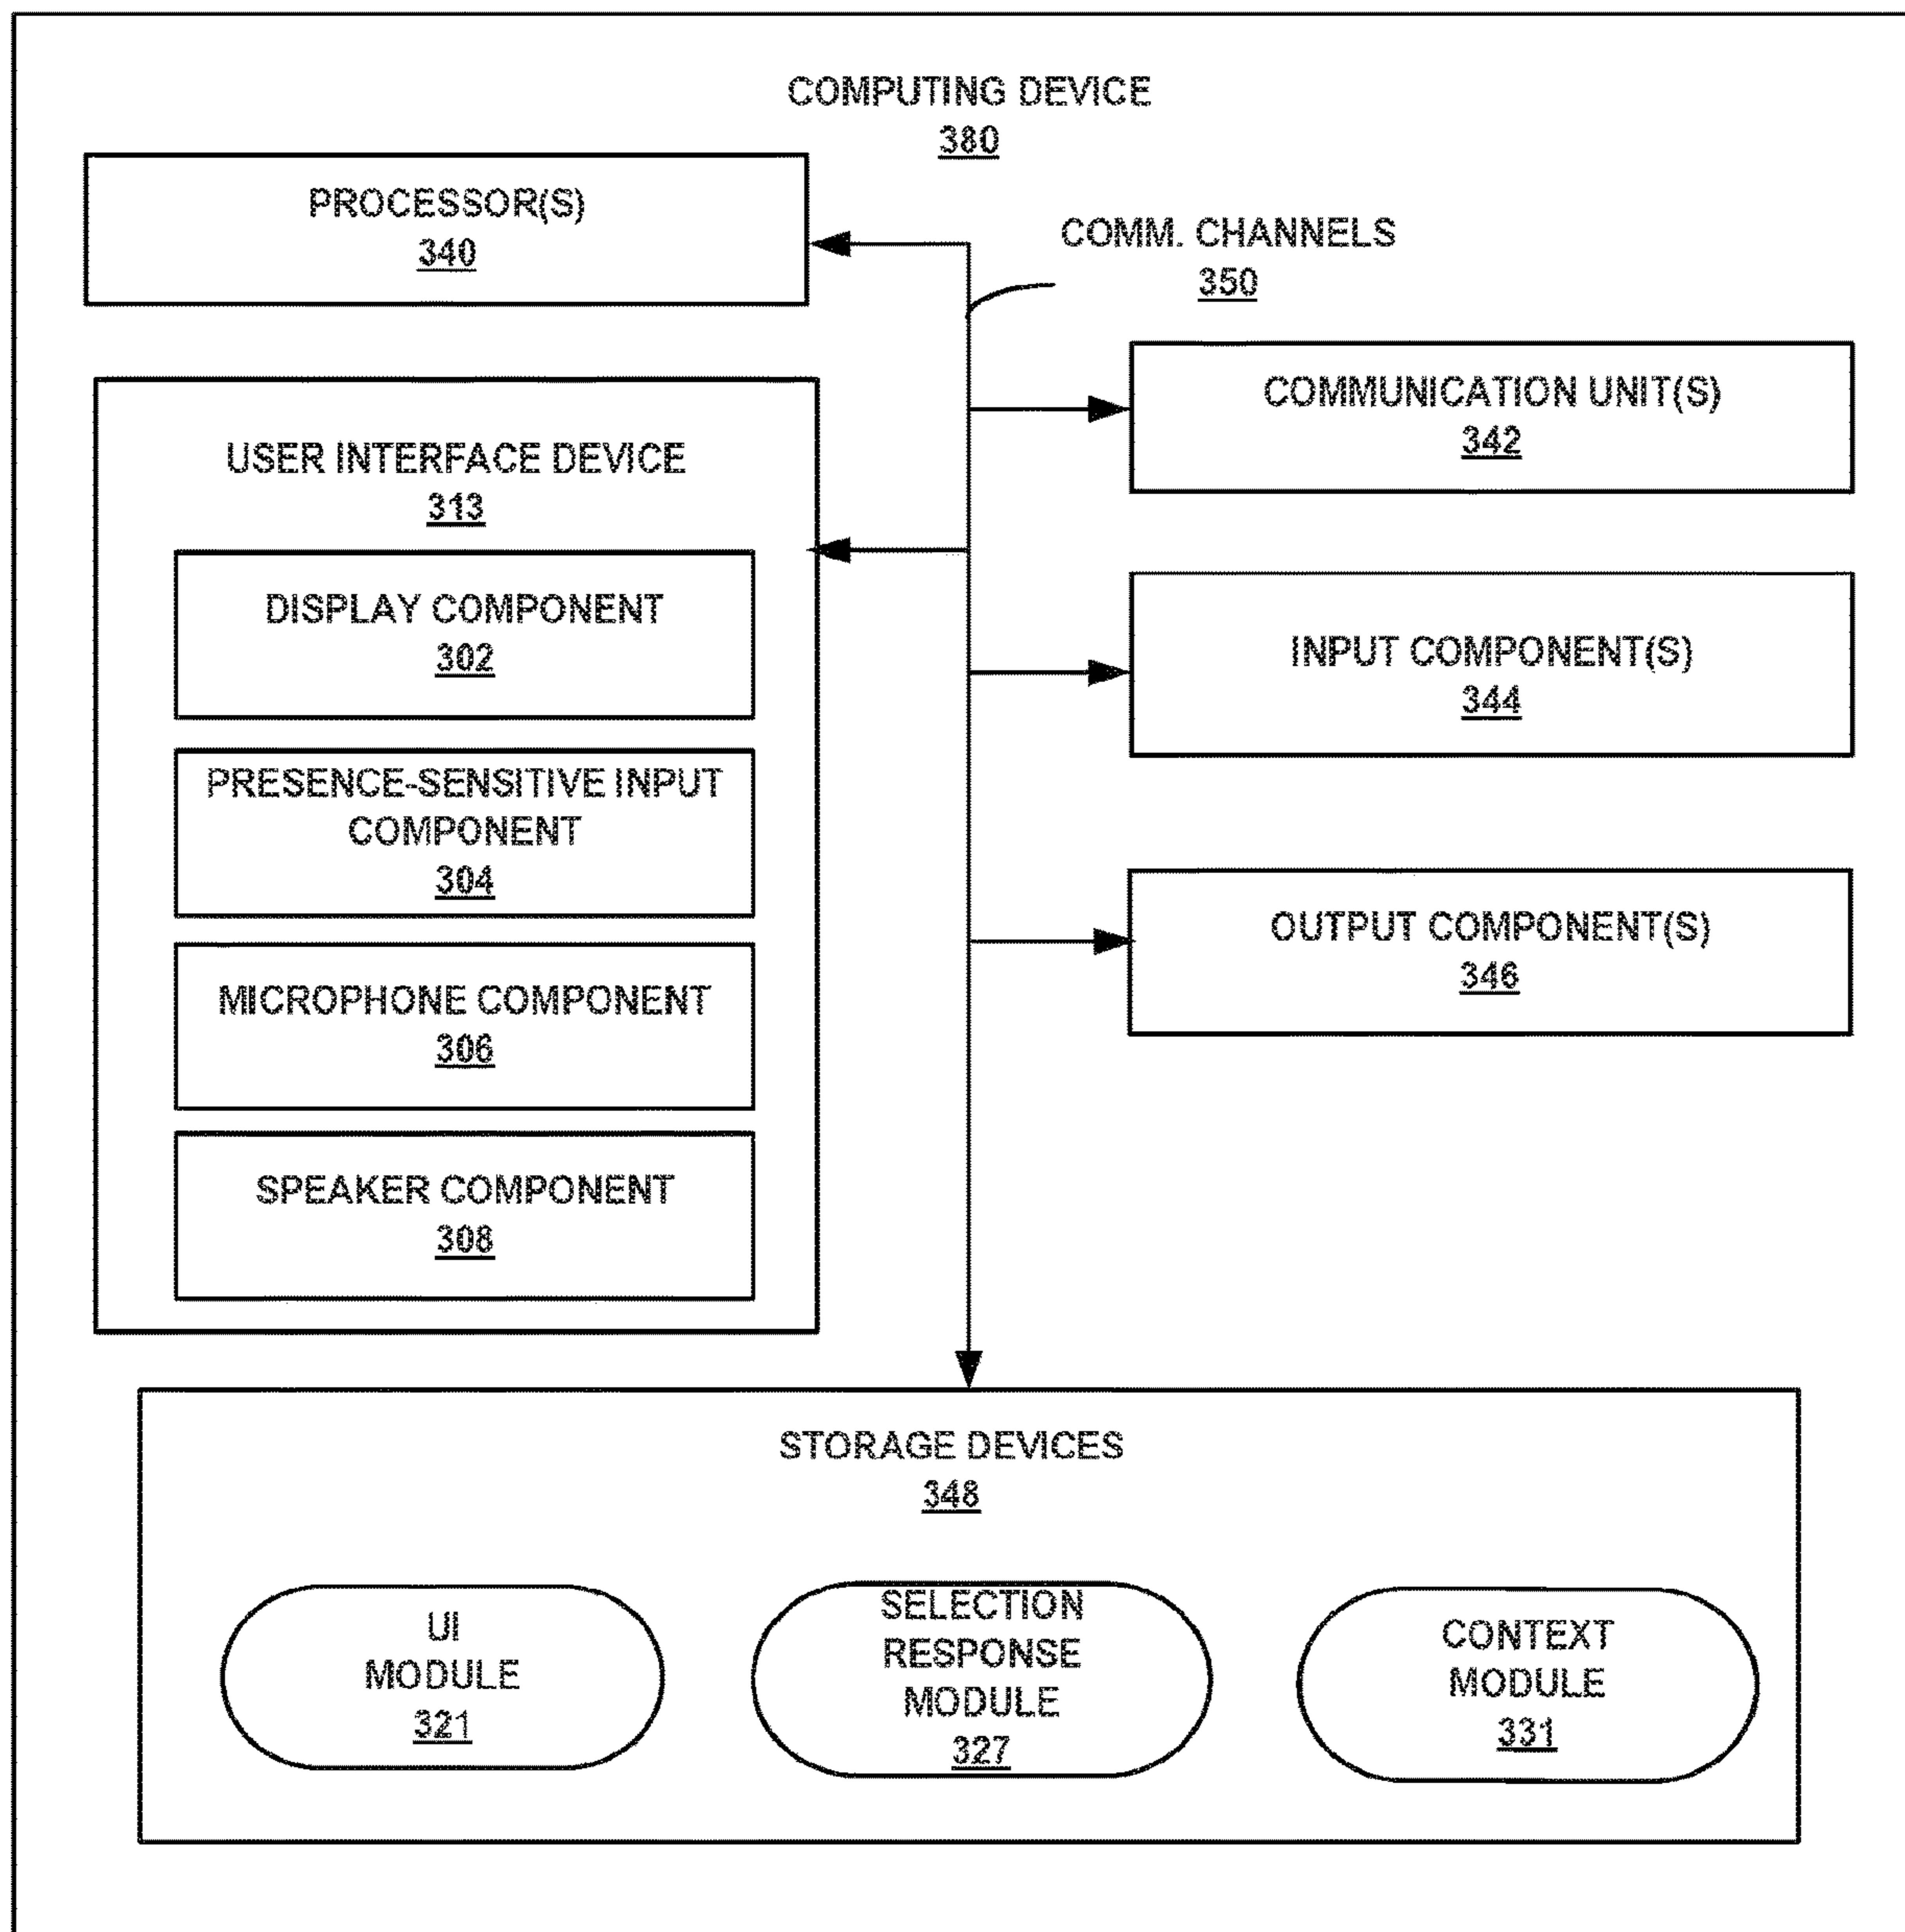 COMPUTING DEVICE
380
PROCESSOR(S)
340
COMM. CHANNELS
350
COMMUNICATION UNIT(S)
342
USER INTERFACE DEVICE
313
DISPLAY COMPONENT
302
INPUT COMPONENT(S)
344
PRESENCE-SENSITIVE INPUT
COMPONENT
304
OUTPUT COMPONENT(S)
346
MICROPHONE COMPONENT
306
SPEAKER COMPONENT
308
STORAGE DEVICES
348
UI
MODULE
321
SELECTION
RESPONSE
MODULE
327
CONTEXT
MODULE
331